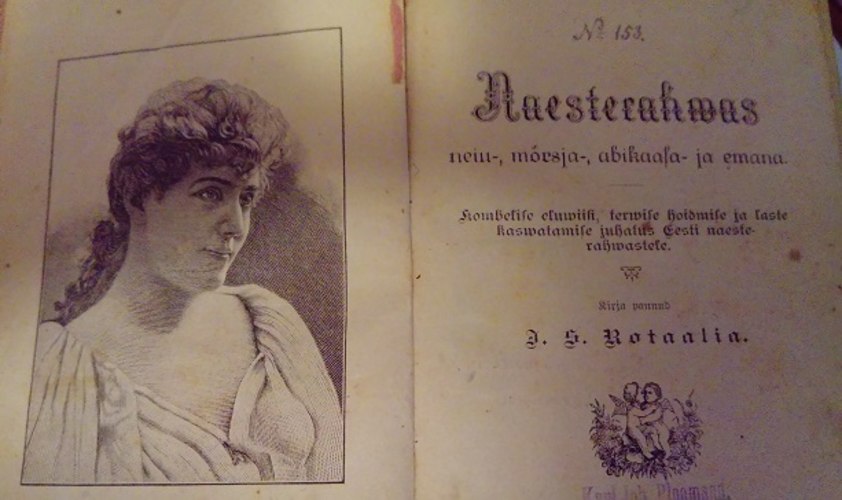 Nº 153.
Naesterahwas
neiu-, mõrsja-, abikaasa- ja emana.
Kombelise eluwiisi, terwise hoidmise ja laste
kaswatamise juhatus Eesti naeste-
rahwastele.
Kirja pannud
J. S. Rotaalia.